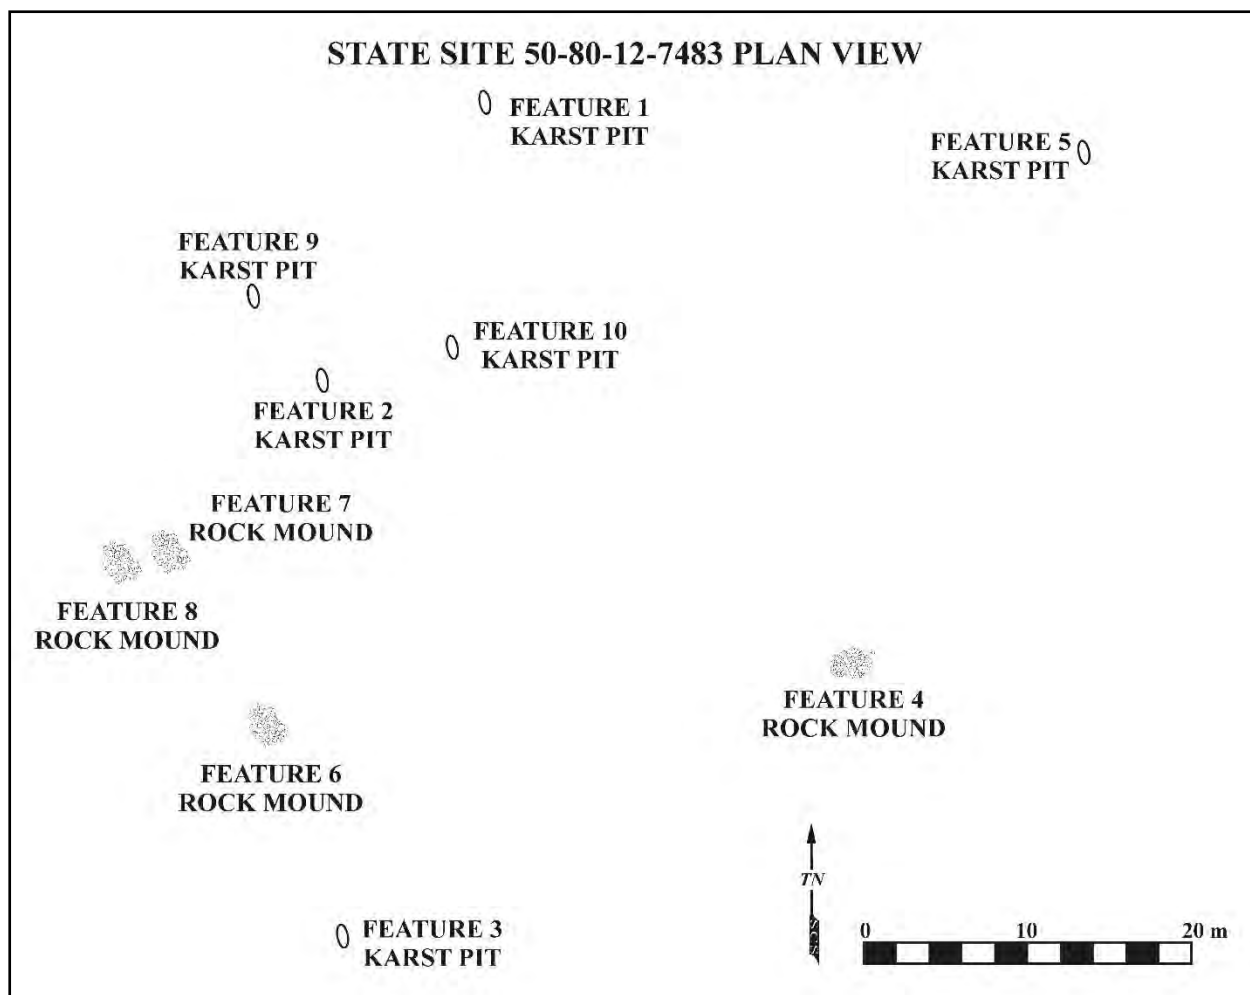 STATE SITE 50-80-12-7483 PLAN VIEW
FEATURE 1
KARST PIT
FEATURE 5
KARST PIT
FEATURE 9
KARST PIT
FEATURE 10
KARST PIT
FEATURE 2
KARST PIT
FEATURE 7
ROCK MOUND
FEATURE 8
ROCK MOUND
FEATURE 4
ROCK MOUND
FEATURE 6
ROCK MOUND
TN
SCS
0 10 20 m
FEATURE 3
KARST PIT